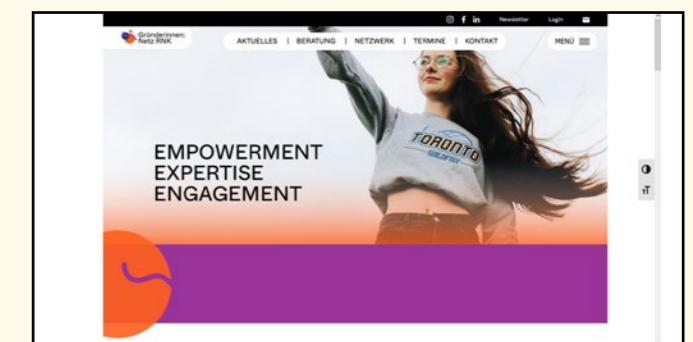 Newsletter Login
Gründerinnen:
Netz RNK
AKTUELLES | BERATUNG | NETZWERK | TERMINE | KONTAKT
MENÜ
EMPOWERMENT
EXPERTISE
ENGAGEMENT
TORONTO